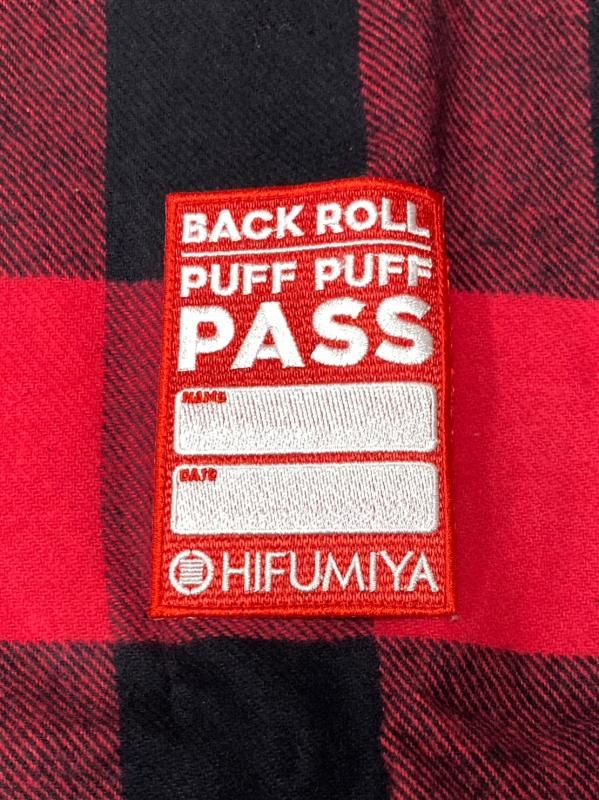 BACK ROLL
PUFF PUFF
PASS
NAME
DATE
HIFUMIYA